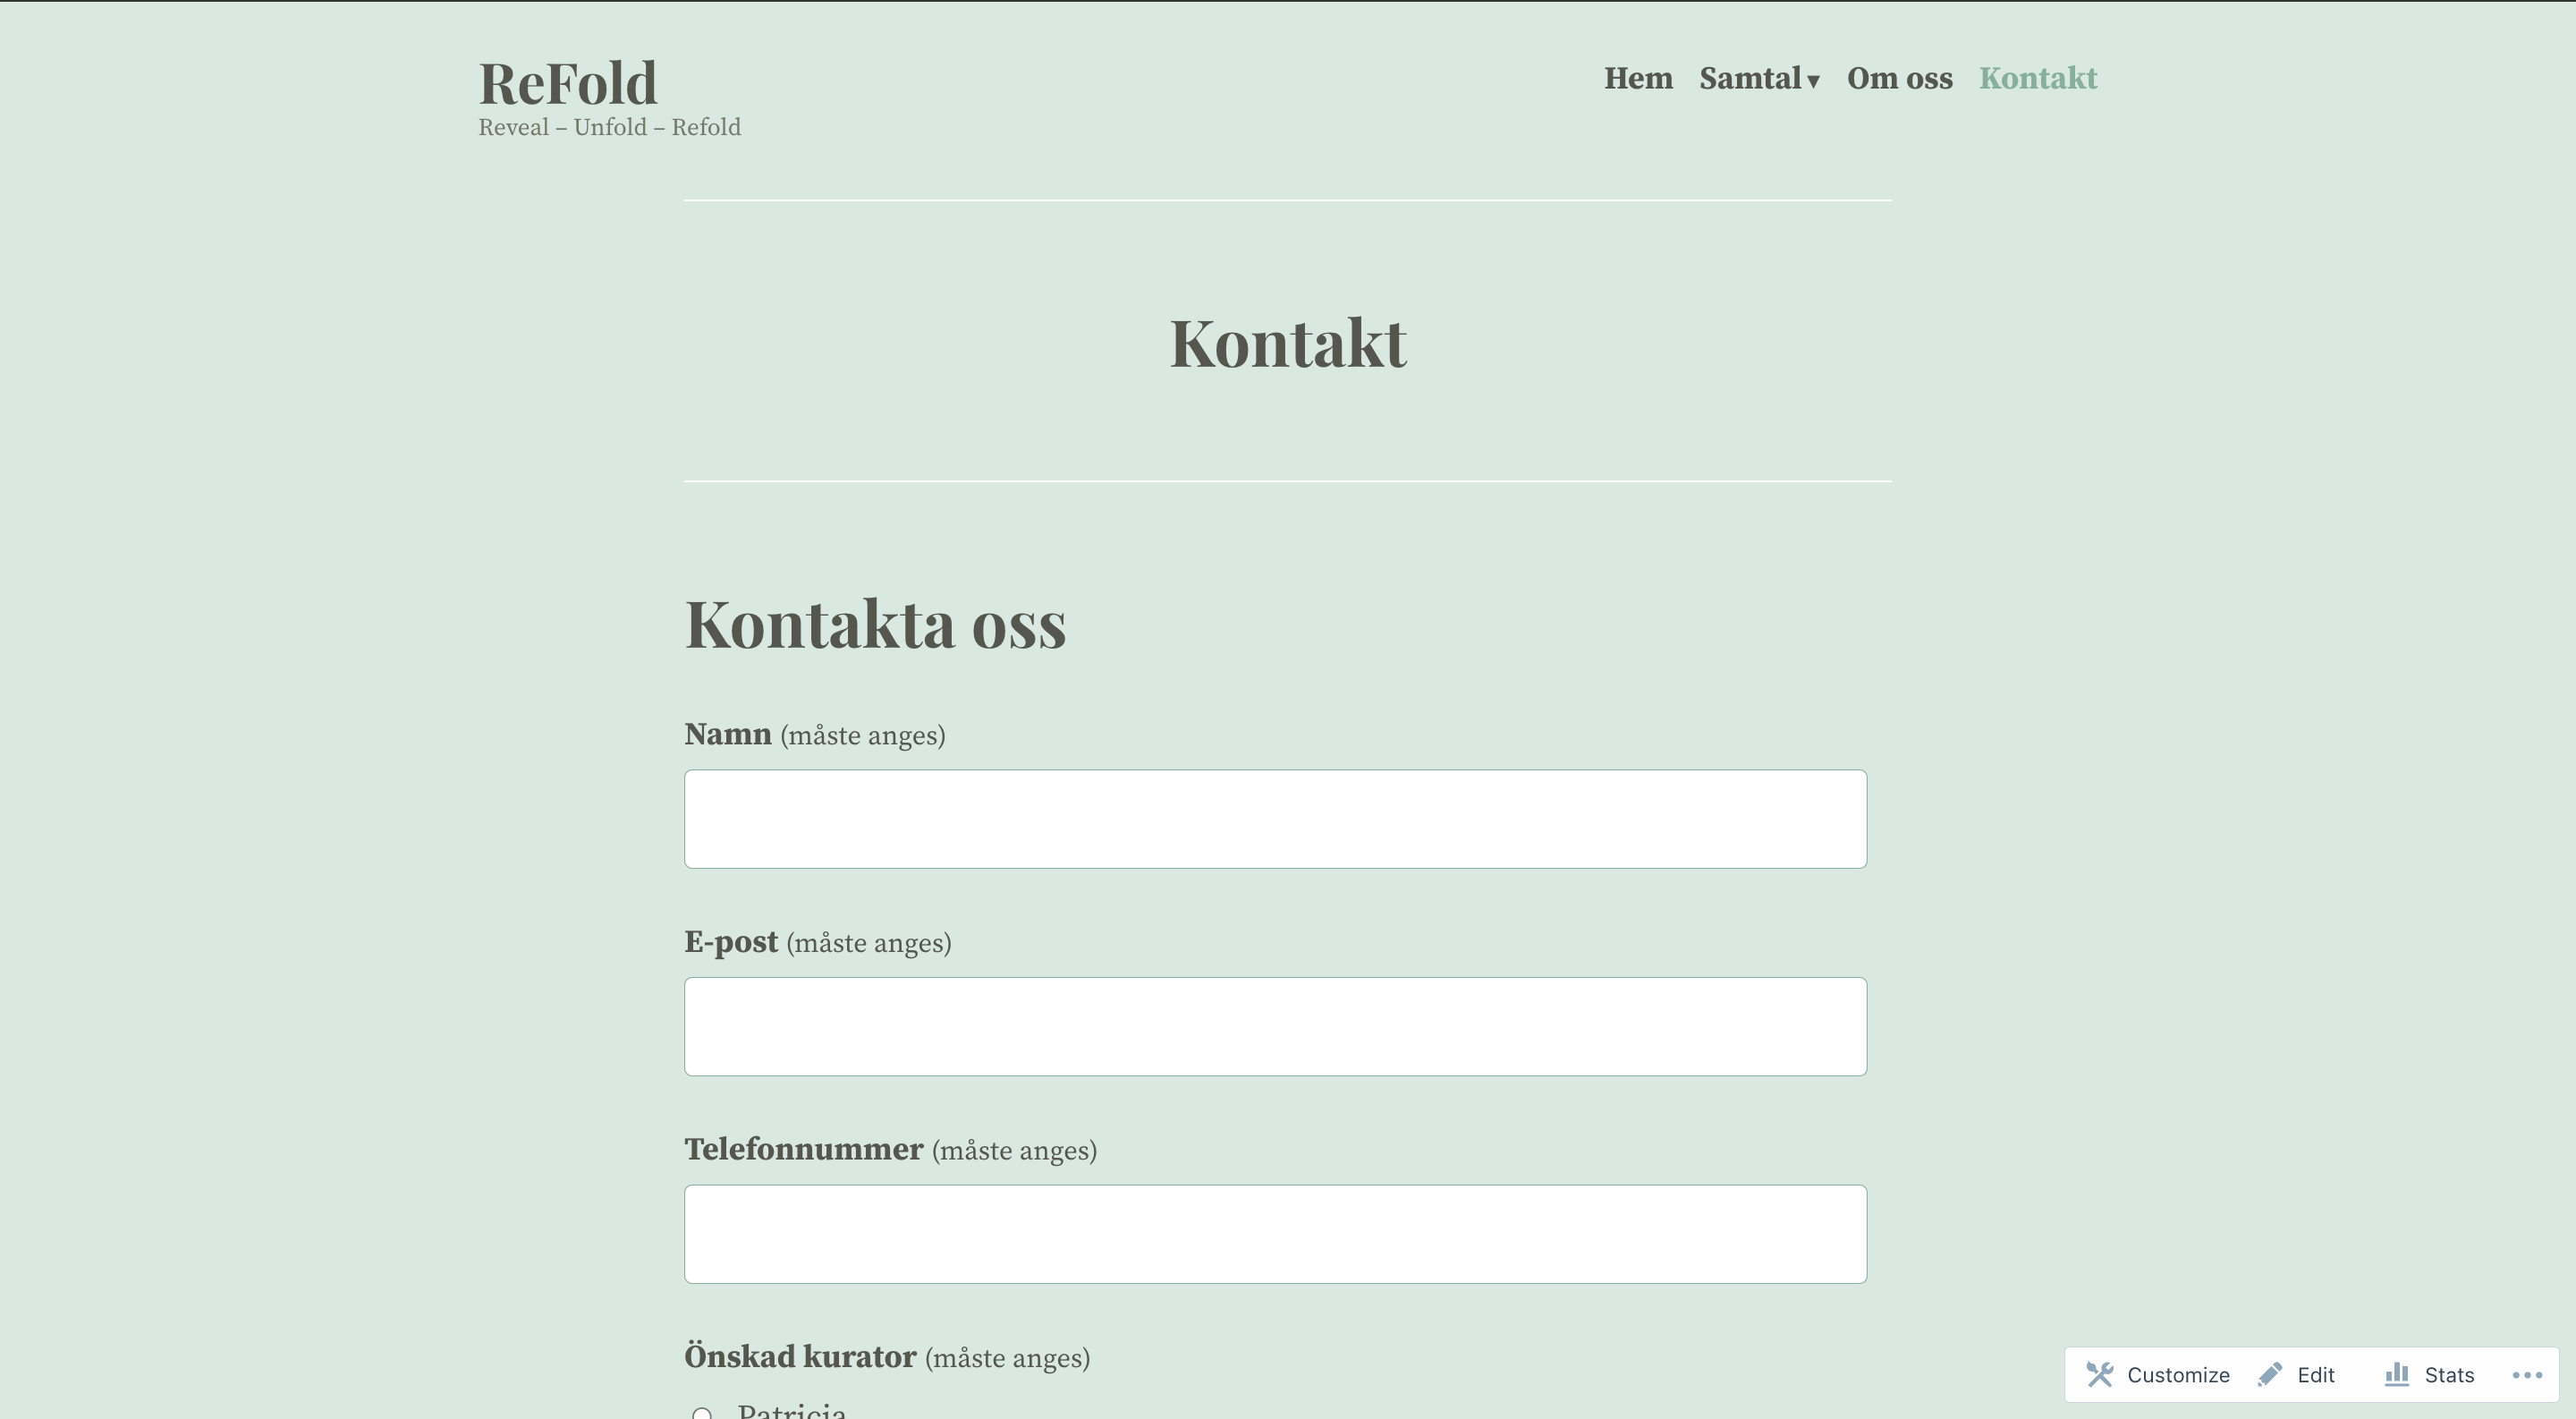 ReFold
Reveal – Unfold – Refold
Hem Samtal ▾ Om oss Kontakt
Kontakt
Kontakta oss
Namn (måste anges)
E-post (måste anges)
Telefonnummer (måste anges)
Önskad kurator (måste anges)
Patricia
Customize Edit Stats